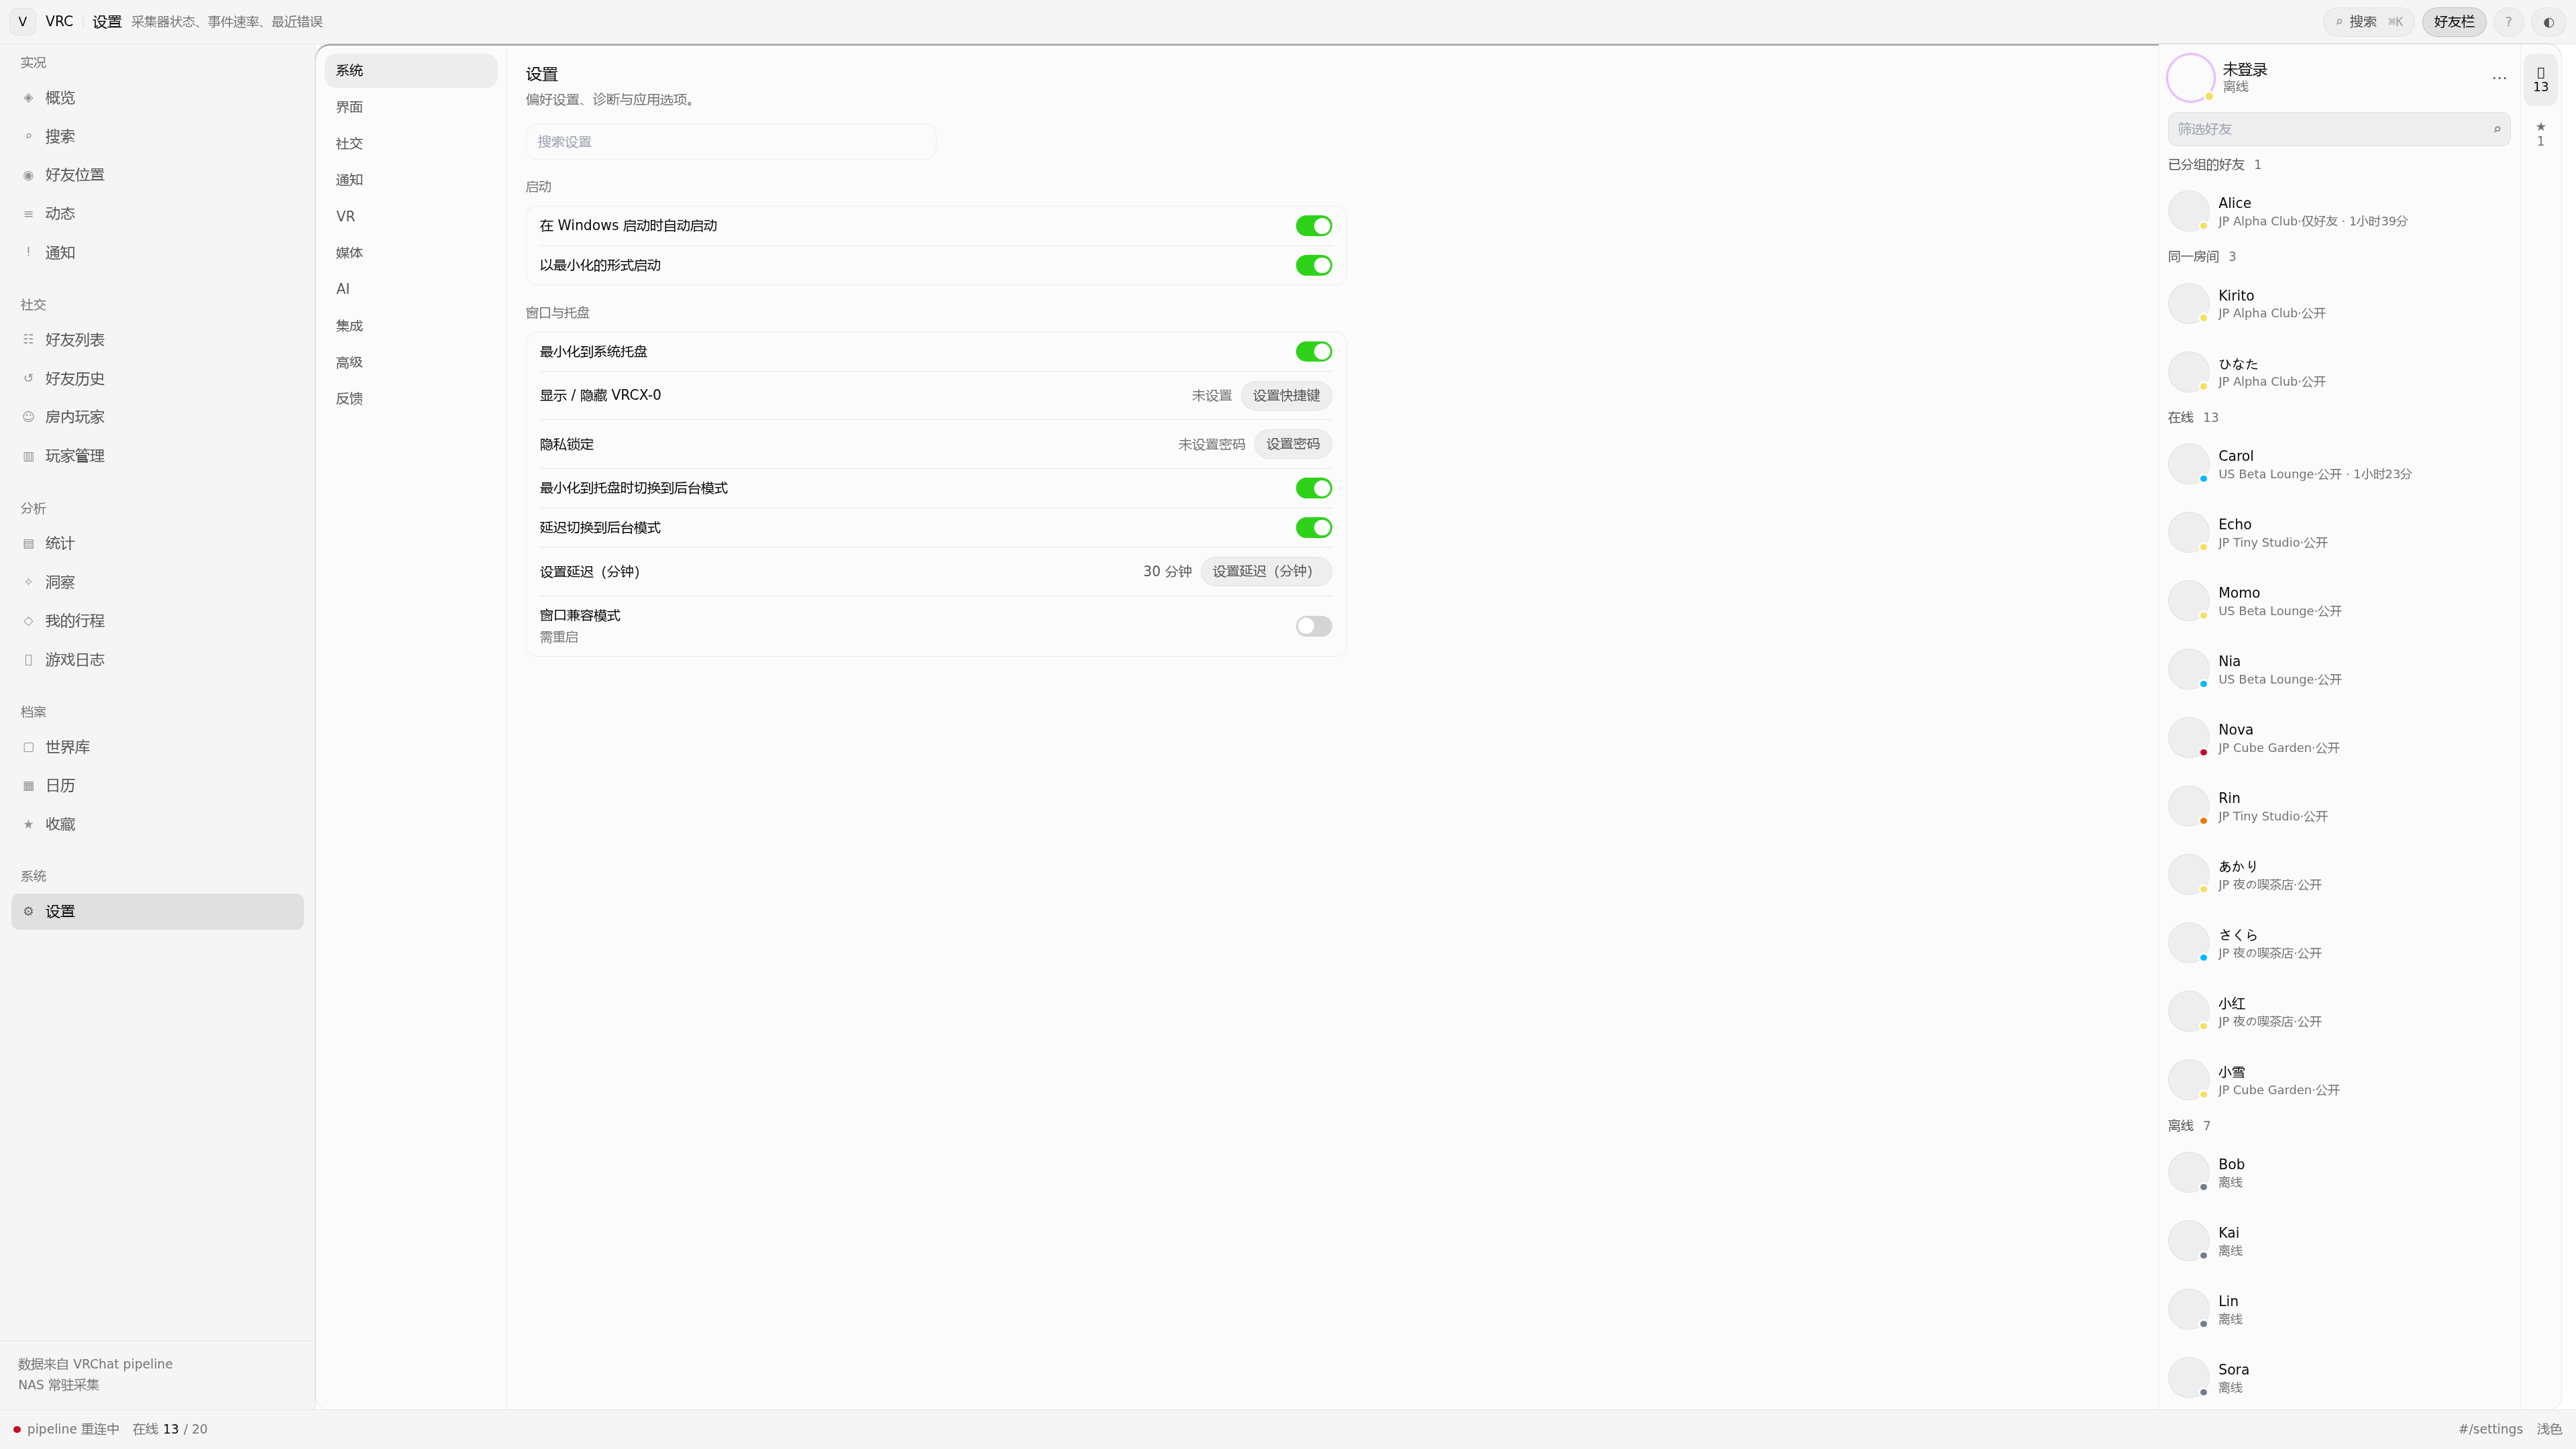 V VRC 设置 采集器状态、事件速率、最近错误
搜索 ⌘K 好友栏 ?
实况
概览
搜索
好友位置
动态
通知
社交
好友列表
好友历史
房内玩家
玩家管理
分析
统计
洞察
我的行程
游戏日志
档案
世界库
日历
收藏
系统
设置
数据来自 VRChat pipeline
NAS 常驻采集
系统
界面
社交
通知
VR
媒体
AI
集成
高级
反馈
设置
偏好设置、诊断与应用选项。
搜索设置
启动
在 Windows 启动时自动启动
以最小化的形式启动
窗口与托盘
最小化到系统托盘
显示 / 隐藏 VRCX-0 未设置 设置快捷键
隐私锁定 未设置密码 设置密码
最小化到托盘时切换到后台模式
延迟切换到后台模式
设置延迟（分钟） 30 分钟 设置延迟（分钟）
窗口兼容模式
需重启
未登录
离线
…
筛选好友
已分组的好友 1
Alice
JP Alpha Club·仅好友 · 1小时39分
同一房间 3
Kirito
JP Alpha Club·公开
ひなた
JP Alpha Club·公开
在线 13
Carol
US Beta Lounge·公开 · 1小时23分
Echo
JP Tiny Studio·公开
Momo
US Beta Lounge·公开
Nia
US Beta Lounge·公开
Nova
JP Cube Garden·公开
Rin
JP Tiny Studio·公开
あかり
JP 夜の喫茶店·公开
さくら
JP 夜の喫茶店·公开
小红
JP 夜の喫茶店·公开
小雪
JP Cube Garden·公开
离线 7
Bob
离线
Kai
离线
Lin
离线
Sora
离线
13
★
1
pipeline 重连中 在线 13 / 20
#/settings 浅色